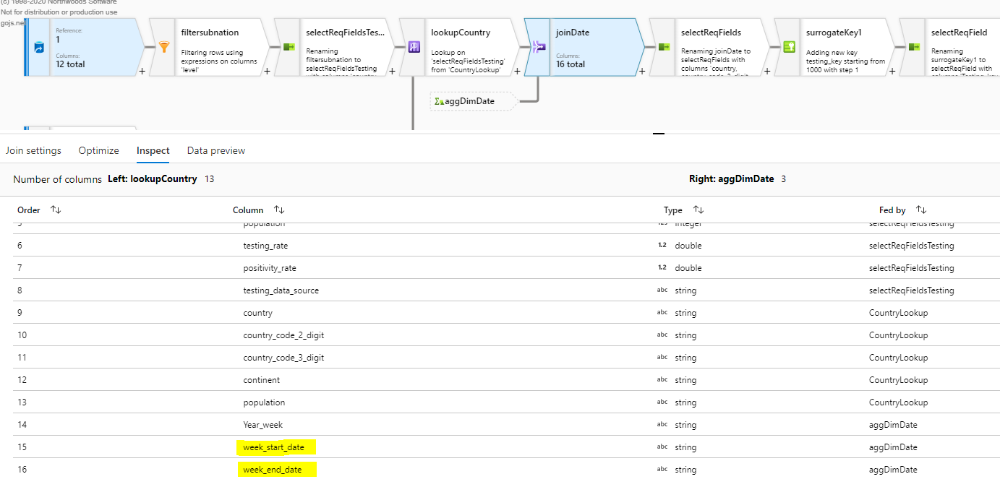 (c) 1998-2020 Northwoods Software
Not for distribution or production use
gojs.net
Reference:
1
Columns:
12 total
+
filtersubnation
Filtering rows using
expressions on columns
'level'
+
selectReqFieldsTes...
Renaming
filtersubnation to
selectReqFieldsTesting
with columns 'country,
+
lookupCountry
Lookup on
'selectReqFieldsTesting'
from 'CountryLookup'
+
joinDate
Columns:
16 total
+
selectReqFields
Renaming joinDate to
selectReqFields with
columns 'country,
country_code_2_digit,
+
surrogateKey1
Adding new key
testing_key starting from
1000 with step 1
+
selectReqField
Renaming
surrogateKey1 to
selectReqField with
columns 'Testing_key,
Σ aggDimDate
Join settings Optimize Inspect Data preview
Number of columns Left: lookupCountry 13 Right: aggDimDate 3
Order Column Type Fed by
5 population 123 integer selectReqFieldsTesting
6 testing_rate 1.2 double selectReqFieldsTesting
7 positivity_rate 1.2 double selectReqFieldsTesting
8 testing_data_source abc string selectReqFieldsTesting
9 country abc string CountryLookup
10 country_code_2_digit abc string CountryLookup
11 country_code_3_digit abc string CountryLookup
12 continent abc string CountryLookup
13 population abc string CountryLookup
14 Year_week abc string aggDimDate
15 week_start_date abc string aggDimDate
16 week_end_date abc string aggDimDate